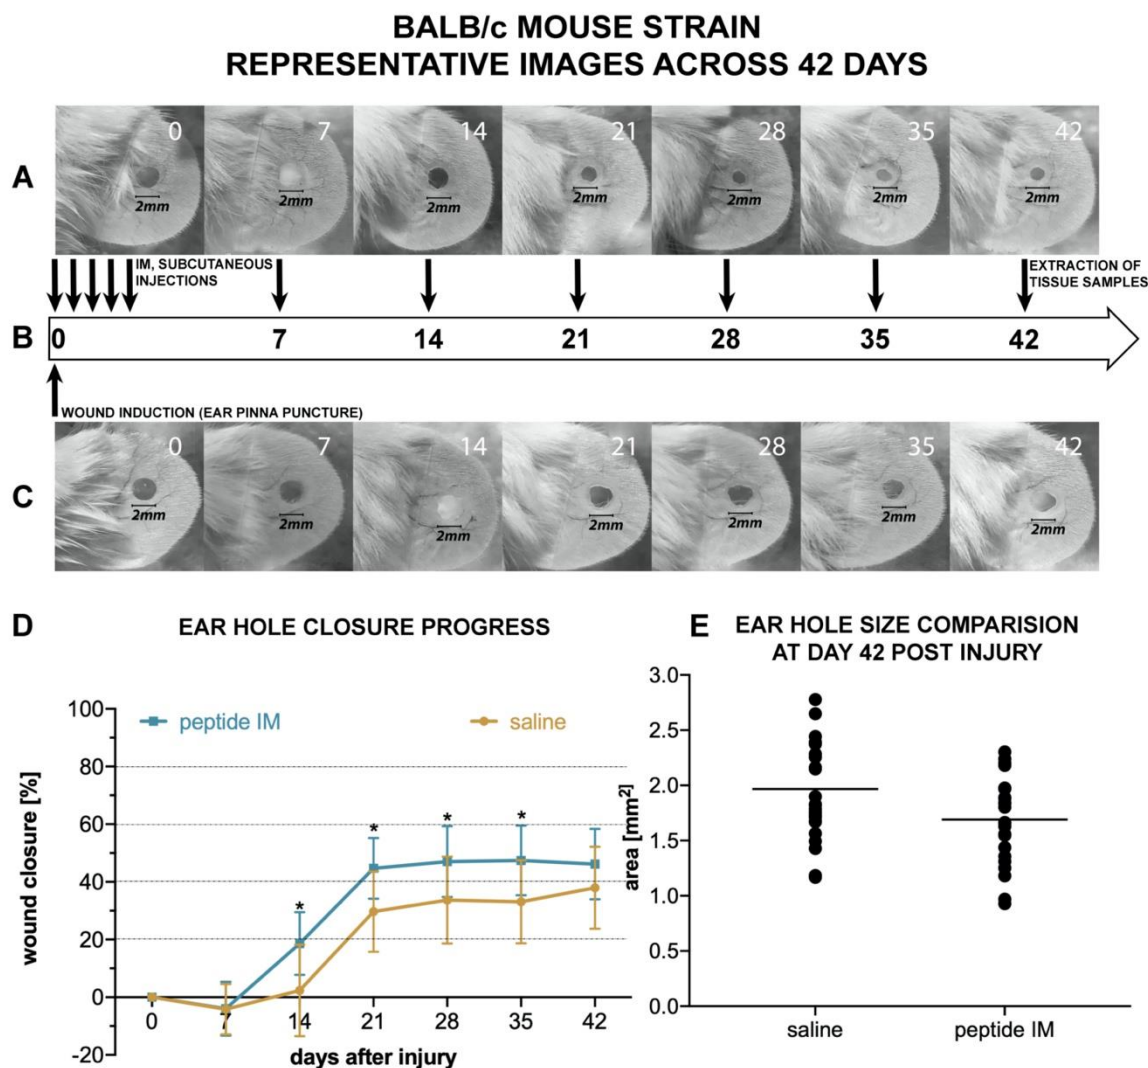 BALB/c MOUSE STRAIN
REPRESENTATIVE IMAGES ACROSS 42 DAYS
A
0 7 14 21 28 35 42
2mm 2mm 2mm 2mm 2mm 2mm 2mm
IM, SUBCUTANEOUS
INJECTIONS
EXTRACTION OF
TISSUE SAMPLES
B
0 7 14 21 28 35 42
WOUND INDUCTION (EAR PINNA PUNCTURE)
C
0 7 14 21 28 35 42
2mm 2mm 2mm 2mm 2mm 2mm 2mm
D EAR HOLE CLOSURE PROGRESS
peptide IM saline
wound closure [%]
100
80
60
40
20
0
-20
* * * *
0 7 14 21 28 35 42
days after injury
E EAR HOLE SIZE COMPARISION
AT DAY 42 POST INJURY
area [mm²]
3.0
2.5
2.0
1.5
1.0
0.5
0.0
saline peptide IM